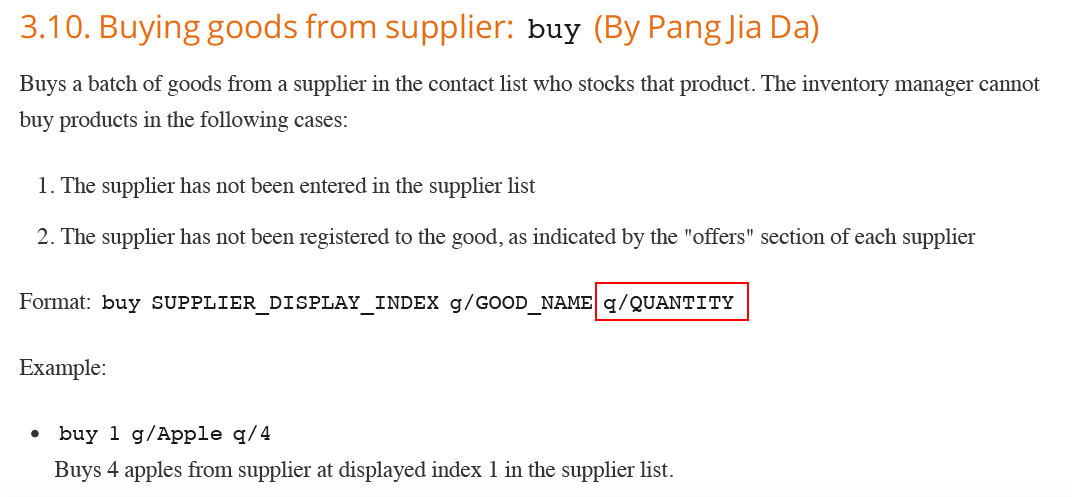 3.10. Buying goods from supplier: buy (By Pang Jia Da)
Buys a batch of goods from a supplier in the contact list who stocks that product. The inventory manager cannot
buy products in the following cases:
1. The supplier has not been entered in the supplier list
2. The supplier has not been registered to the good, as indicated by the "offers" section of each supplier
Format: buy SUPPLIER_DISPLAY_INDEX g/GOOD_NAME q/QUANTITY
Example:
• buy 1 g/Apple q/4
Buys 4 apples from supplier at displayed index 1 in the supplier list.